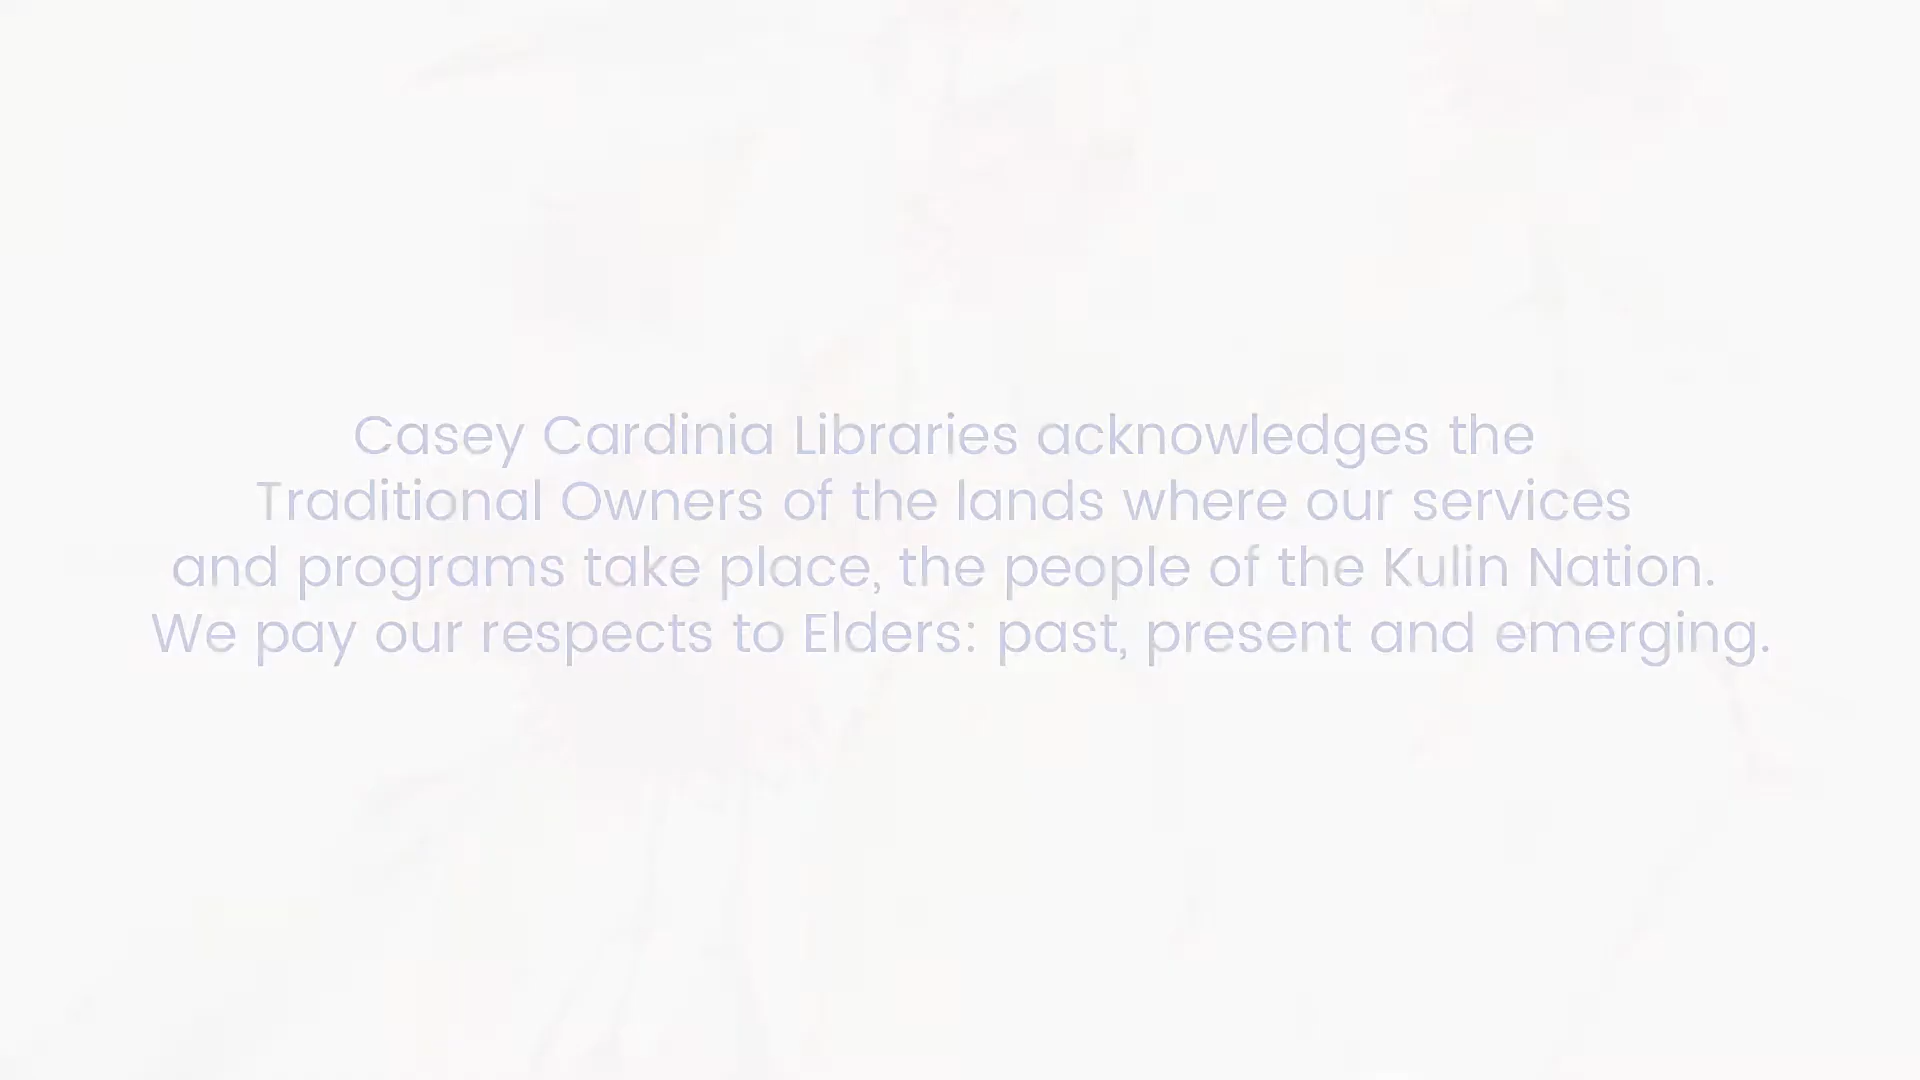 Casey Cardinia Libraries acknowledges the
Traditional Owners of the lands where our services
and programs take place, the people of the Kulin Nation.
We pay our respects to Elders: past, present and emerging.